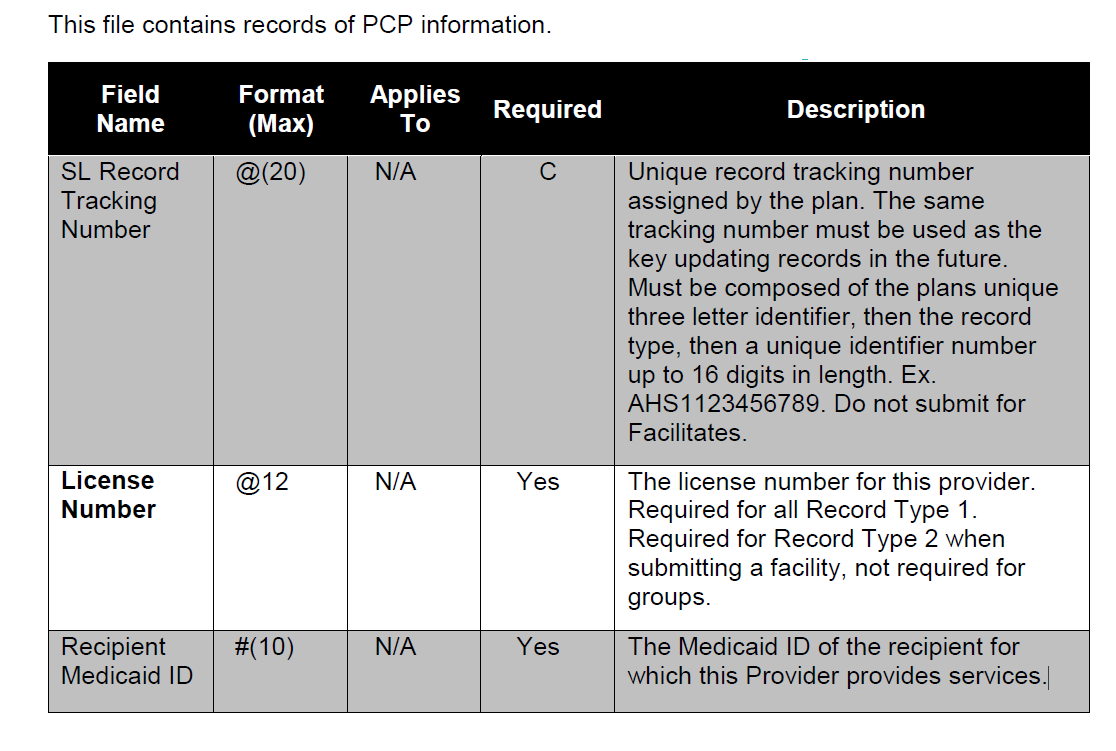 This file contains records of PCP information.
Field Name
Format (Max)
Applies To
Required
Description
SL Record
Tracking
Number
@(20)
N/A
C
Unique record tracking number
assigned by the plan. The same
tracking number must be used as the
key updating records in the future.
Must be composed of the plans unique
three letter identifier, then the record
type, then a unique identifier number
up to 16 digits in length. Ex.
AHS1123456789. Do not submit for
Facilitates.
License
Number
@12
N/A
Yes
The license number for this provider.
Required for all Record Type 1.
Required for Record Type 2 when
submitting a facility, not required for
groups.
Recipient
Medicaid ID
#(10)
N/A
Yes
The Medicaid ID of the recipient for
which this Provider provides services.